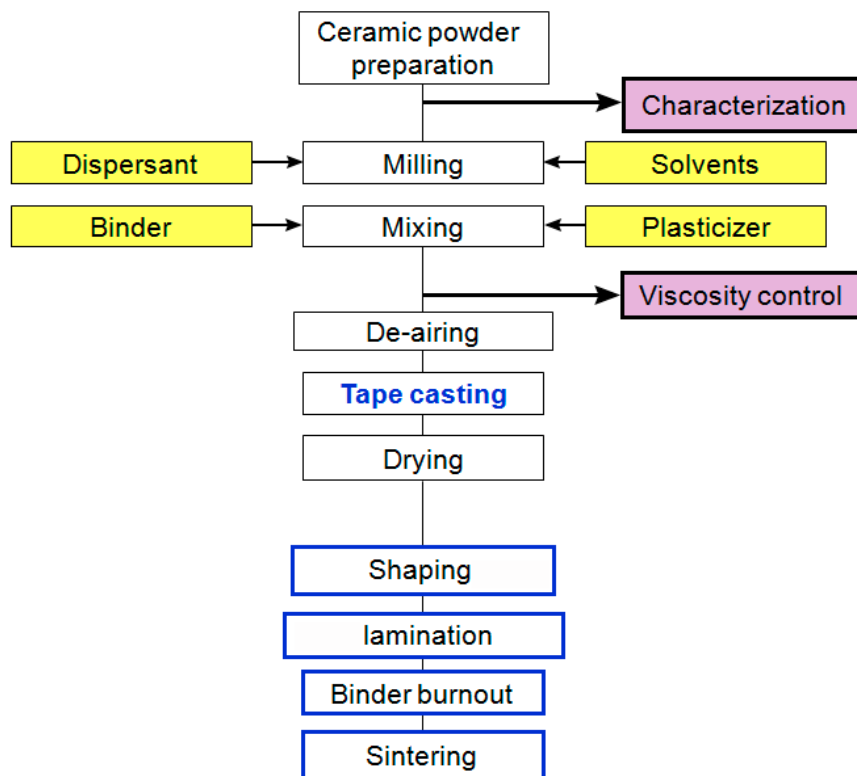 Ceramic powder
preparation
Characterization
Dispersant
Milling
Solvents
Binder
Mixing
Plasticizer
Viscosity control
De-airing
Tape casting
Drying
Shaping
lamination
Binder burnout
Sintering